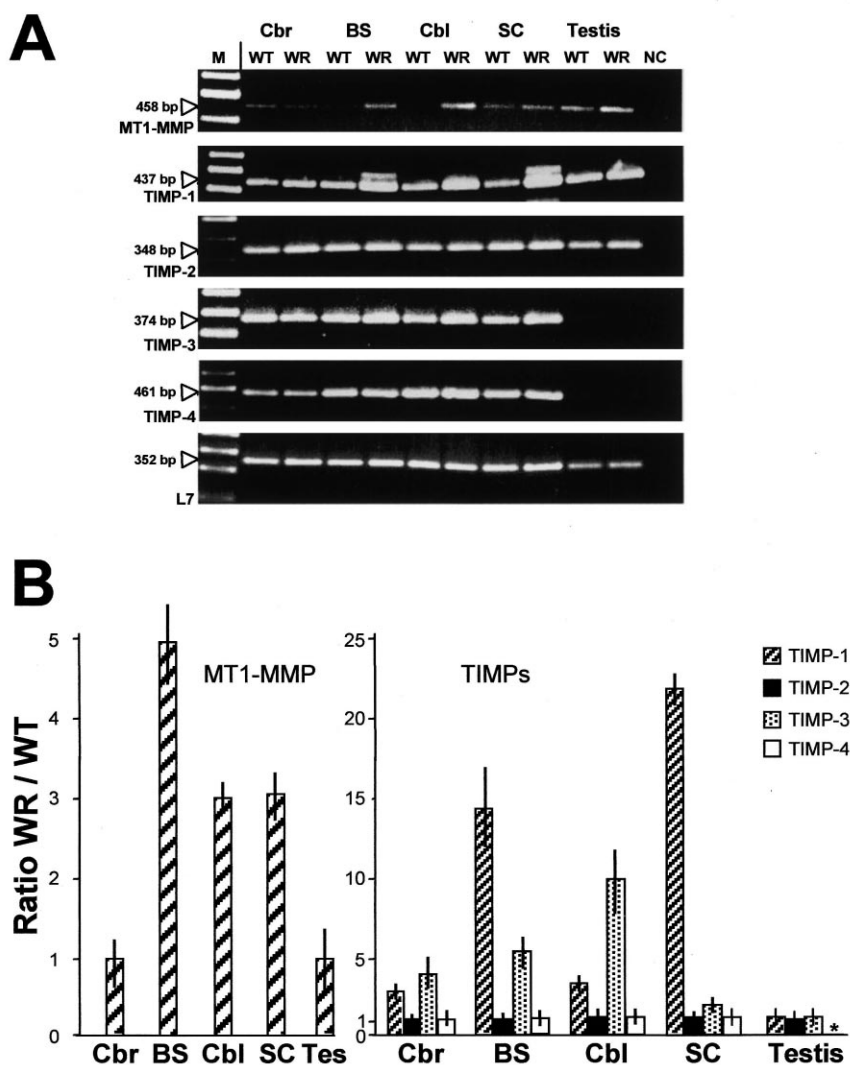 A
Cbr BS Cbl SC Testis
M WT WR WT WR WT WR WT WR WT WR NC
458 bp
MT1-MMP
437 bp
TIMP-1
348 bp
TIMP-2
374 bp
TIMP-3
461 bp
TIMP-4
352 bp
L7
B
Ratio WR / WT
5
4
3
2
1
0
MT1-MMP
Cbr BS Cbl SC Tes
25
20
15
10
5
1
0
TIMPs
*
Cbr BS Cbl SC Testis
TIMP-1
TIMP-2
TIMP-3
TIMP-4